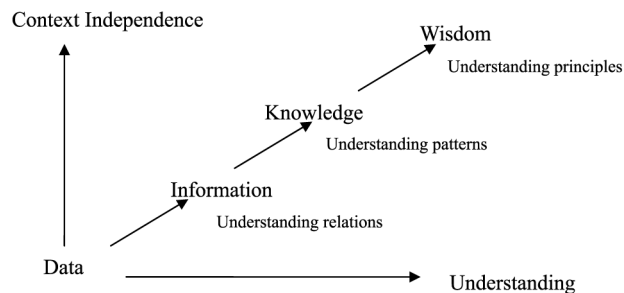 Context Independence
Wisdom
Understanding principles
Knowledge
Understanding patterns
Information
Understanding relations
Data
Understanding